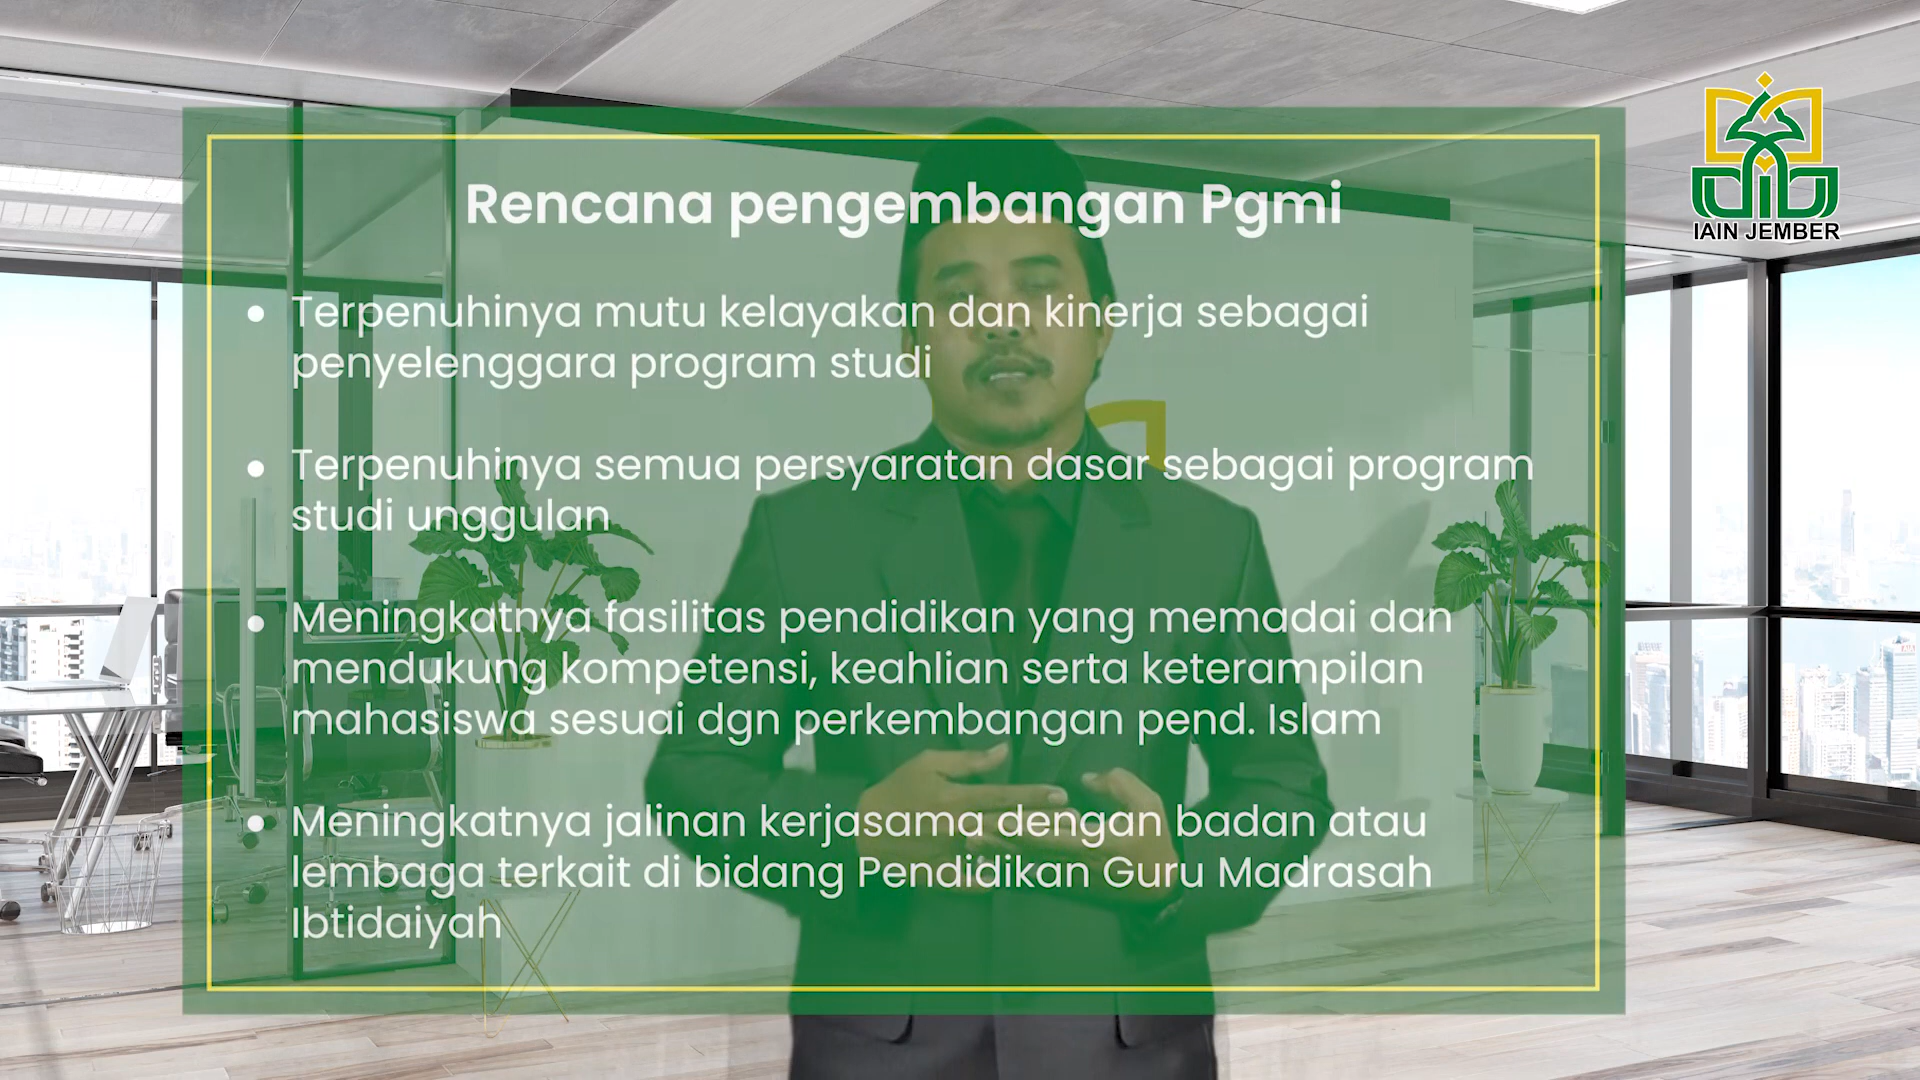 Rencana pengembangan Pgmi
IAIN JEMBER
• Terpenuhinya mutu kelayakan dan kinerja sebagai
penyelenggara program studi
• Terpenuhinya semua persyaratan dasar sebagai program
studi unggulan
• Meningkatnya fasilitas pendidikan yang memadai dan
mendukung kompetensi, keahlian serta keterampilan
mahasiswa sesuai dgn perkembangan pend. Islam
• Meningkatnya jalinan kerjasama dengan badan atau
lembaga terkait di bidang Pendidikan Guru Madrasah
Ibtidaiyah